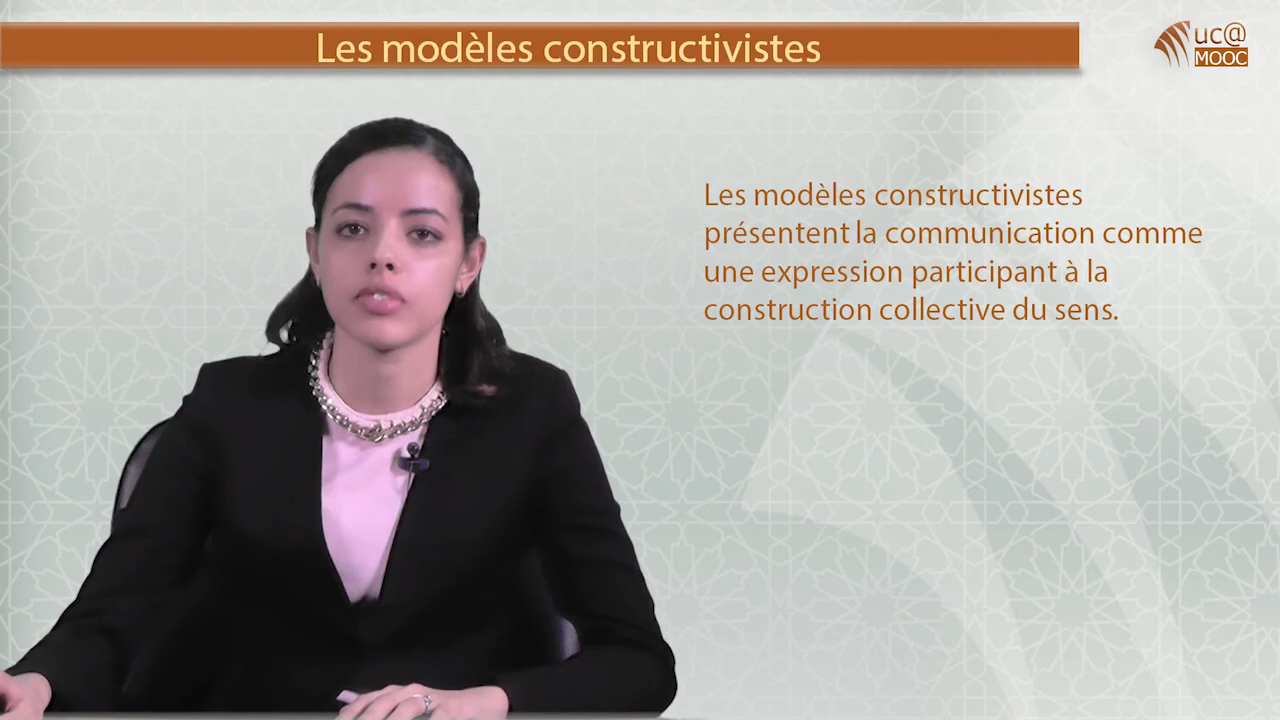 Les modèles constructivistes
uc@
MOOC
Les modèles constructivistes
présentent la communication comme
une expression participant à la
construction collective du sens.